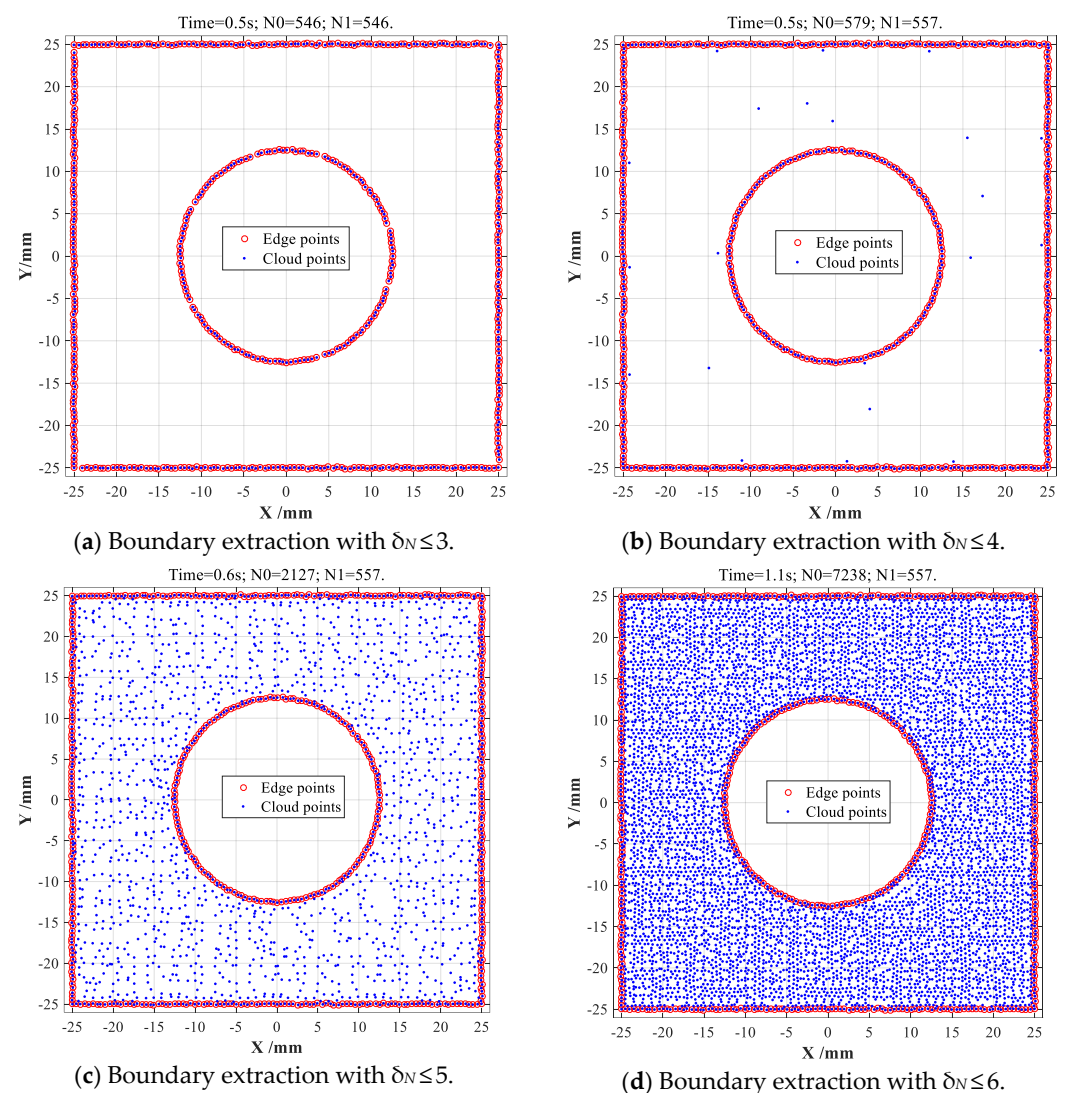 Time=0.5s; N0=546; N1=546.
25
20
15
10
5
0
-5
-10
-15
-20
-25
Y/mm
Edge points
Cloud points
-25 -20 -15 -10 -5 0 5 10 15 20 25
X /mm
(a) Boundary extraction with δN≤3.
Time=0.5s; N0=579; N1=557.
25
20
15
10
5
0
-5
-10
-15
-20
-25
Y /mm
Edge points
Cloud points
-25 -20 -15 -10 -5 0 5 10 15 20 25
X /mm
(b) Boundary extraction with δN≤4.
Time=0.6s; N0=2127; N1=557.
25
20
15
10
5
0
-5
-10
-15
-20
-25
Y /mm
Edge points
Cloud points
-25 -20 -15 -10 -5 0 5 10 15 20 25
X /mm
(c) Boundary extraction with δN≤5.
Time=1.1s; N0=7238; N1=557.
25
20
15
10
5
0
-5
-10
-15
-20
-25
Y /mm
Edge points
Cloud points
-25 -20 -15 -10 -5 0 5 10 15 20 25
X /mm
(d) Boundary extraction with δN≤6.